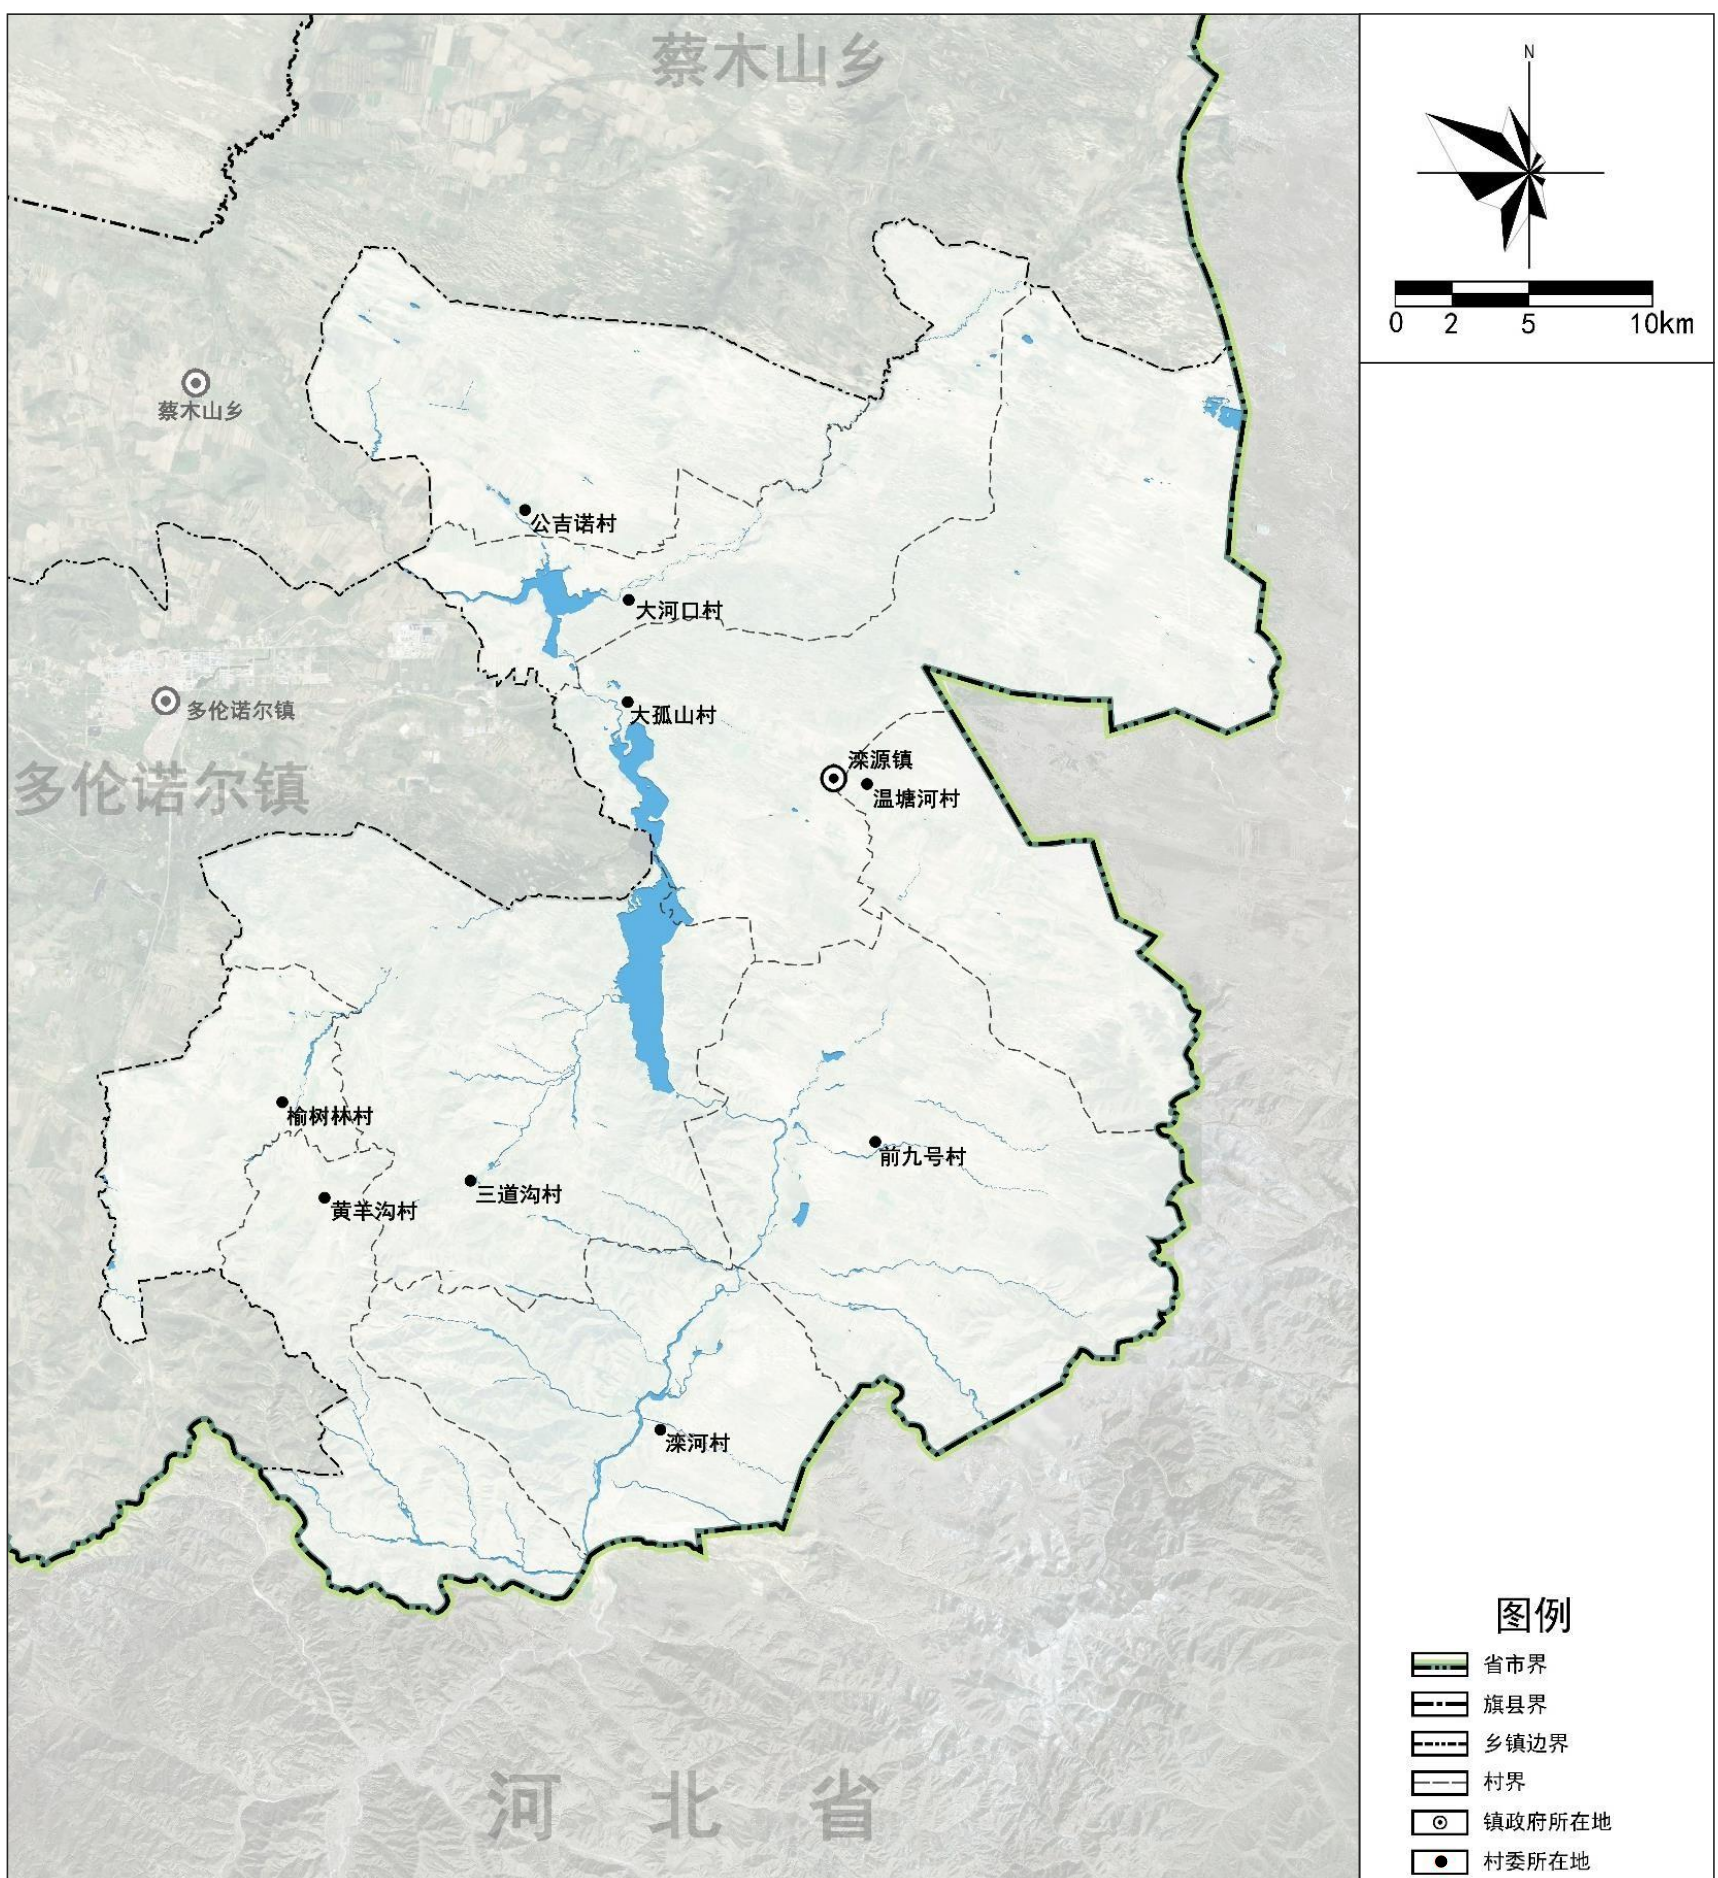 蔡木山乡
N
0 2 5 10km
蔡木山乡
公吉诺村
大河口村
多伦诺尔镇
大孤山村
多伦诺尔镇
滦源镇
温塘河村
榆树林村
前九号村
三道沟村
黄羊沟村
滦河村
河北省
图例
省市界
旗县界
乡镇边界
村界
镇政府所在地
村委所在地